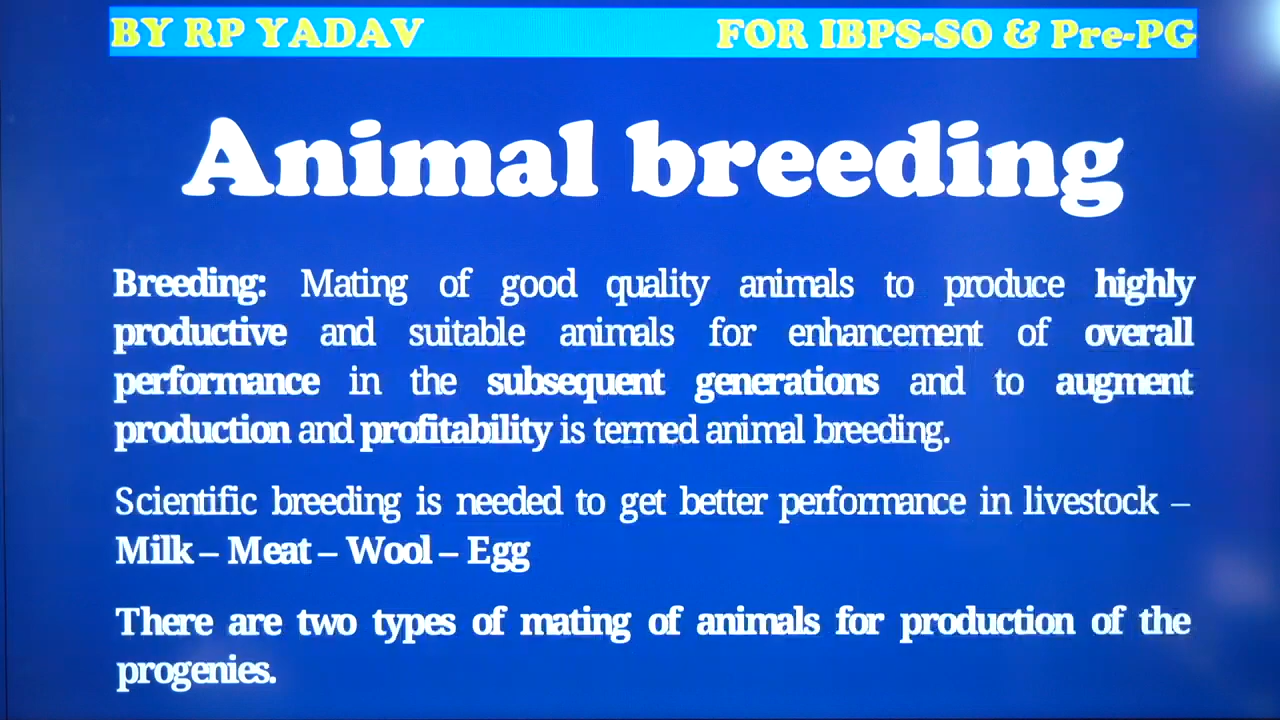 BY RP YADAV FOR IBPS-SO & Pre-PG
Animal breeding
Breeding: Mating of good quality animals to produce highly
productive and suitable animals for enhancement of overall
performance in the subsequent generations and to augment
production and profitability is termed animal breeding.
Scientific breeding is needed to get better performance in livestock –
Milk – Meat – Wool – Egg
There are two types of mating of animals for production of the
progenies.